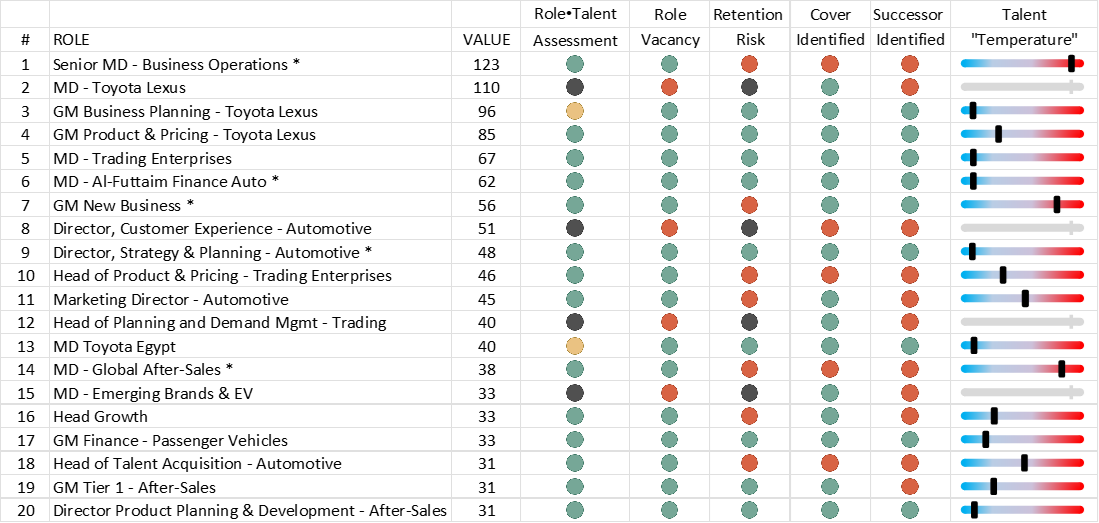 Role•Talent Role Retention Cover Successor Talent
# ROLE VALUE Assessment Vacancy Risk Identified Identified "Temperature"
1 Senior MD - Business Operations * 123
2 MD - Toyota Lexus 110
3 GM Business Planning - Toyota Lexus 96
4 GM Product & Pricing - Toyota Lexus 85
5 MD - Trading Enterprises 67
6 MD - Al-Futtaim Finance Auto * 62
7 GM New Business * 56
8 Director, Customer Experience - Automotive 51
9 Director, Strategy & Planning - Automotive * 48
10 Head of Product & Pricing - Trading Enterprises 46
11 Marketing Director - Automotive 45
12 Head of Planning and Demand Mgmt - Trading 40
13 MD Toyota Egypt 40
14 MD - Global After-Sales * 38
15 MD - Emerging Brands & EV 33
16 Head Growth 33
17 GM Finance - Passenger Vehicles 33
18 Head of Talent Acquisition - Automotive 31
19 GM Tier 1 - After-Sales 31
20 Director Product Planning & Development - After-Sales 31